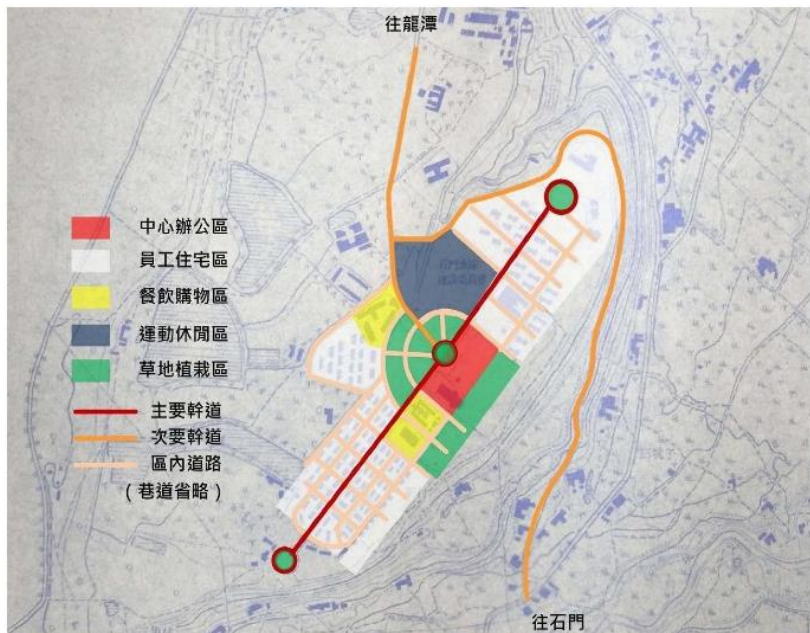 往龍潭
中心辦公區
員工住宅區
餐飲購物區
運動休閒區
草地植栽區
主要幹道
次要幹道
區內道路
(巷道省略)
往石門